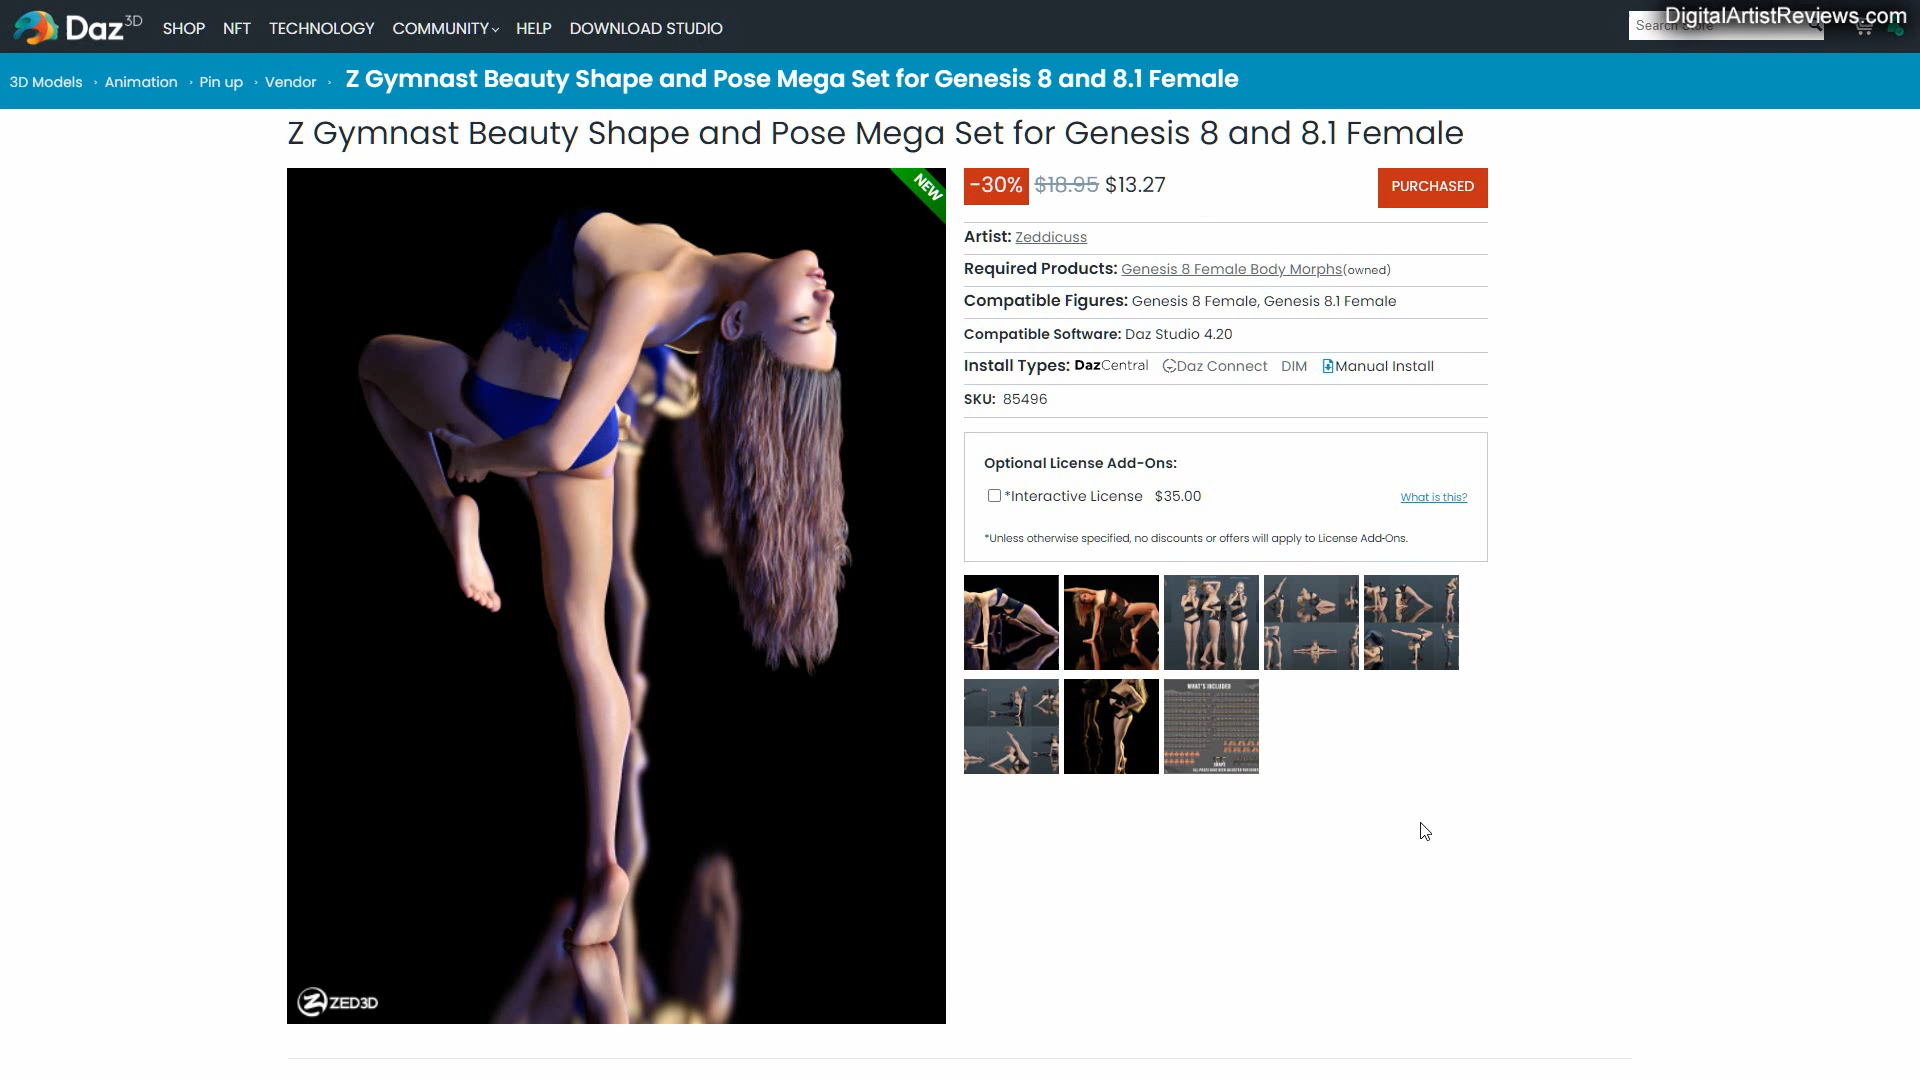 Daz 3D
SHOP NFT TECHNOLOGY COMMUNITY HELP DOWNLOAD STUDIO
DigitalArtistReviews.com
3D Models › Animation › Pin up › Vendor › Z Gymnast Beauty Shape and Pose Mega Set for Genesis 8 and 8.1 Female
Z Gymnast Beauty Shape and Pose Mega Set for Genesis 8 and 8.1 Female
NEW
-30% $18.95 $13.27
PURCHASED
Artist: Zeddicuss
Required Products: Genesis 8 Female Body Morphs(owned)
Compatible Figures: Genesis 8 Female, Genesis 8.1 Female
Compatible Software: Daz Studio 4.20
Install Types: DazCentral Daz Connect DIM Manual Install
SKU: 85496
Optional License Add-Ons:
*Interactive License $35.00 What is this?
*Unless otherwise specified, no discounts or offers will apply to License Add-Ons.
WHAT'S INCLUDED
ZED3D